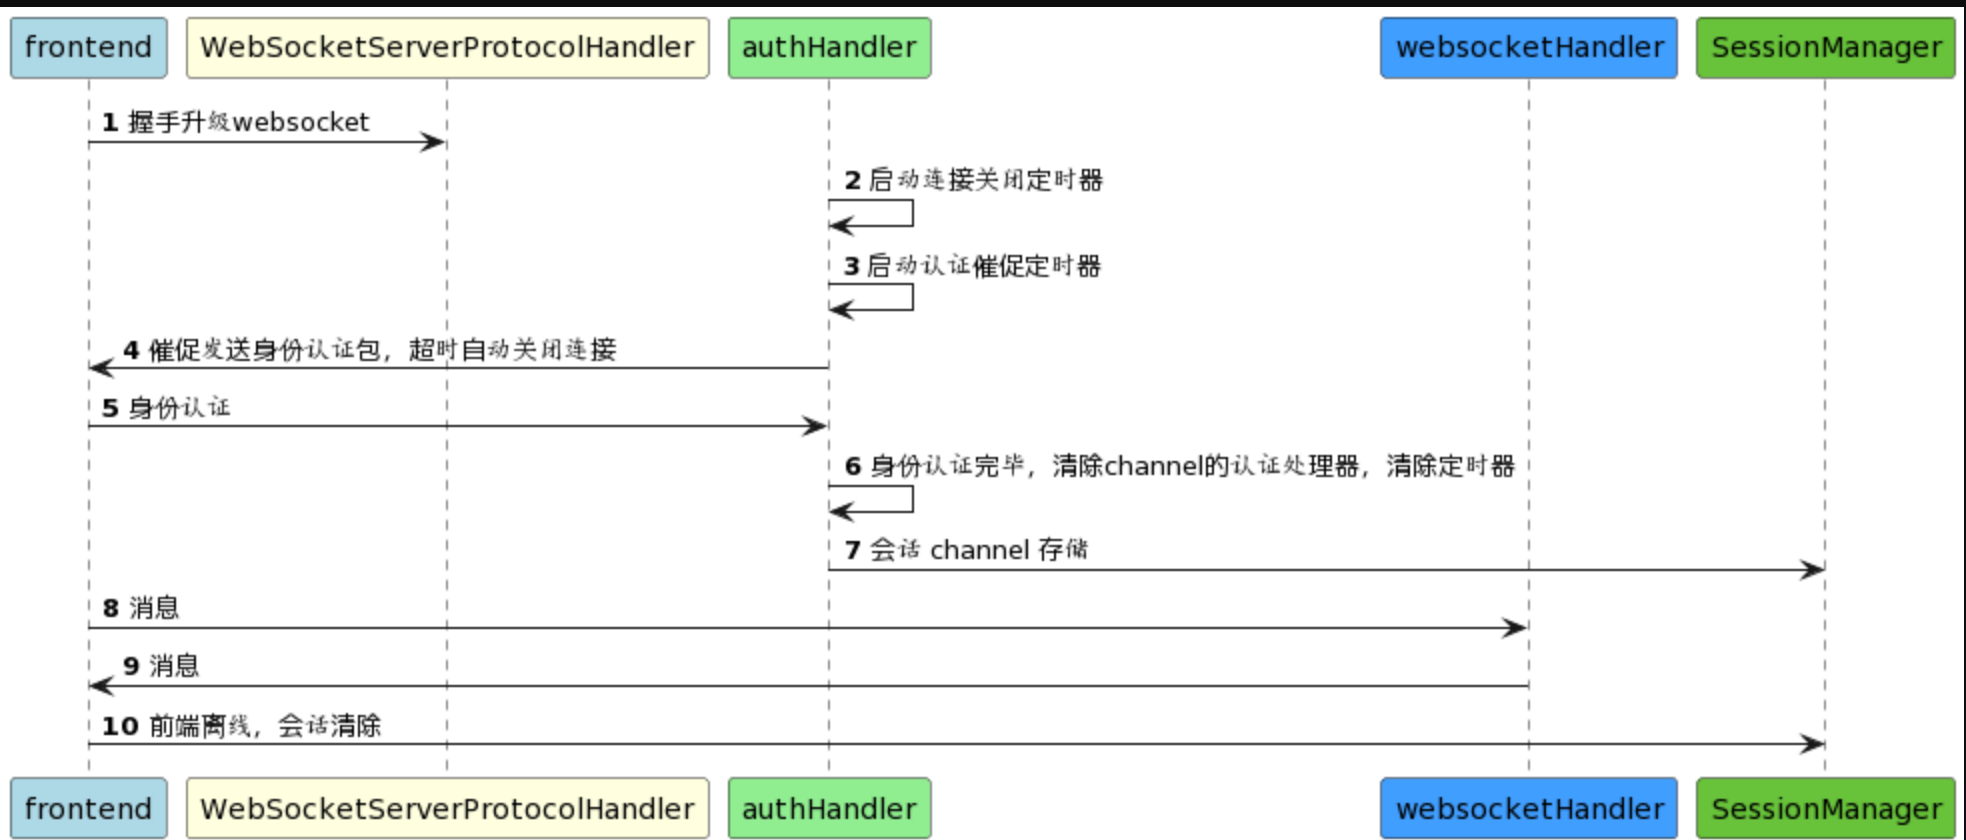 frontend WebSocketServerProtocolHandler authHandler websocketHandler SessionManager
1 握手升级websocket
2 启动连接关闭定时器
3 启动认证催促定时器
4 催促发送身份认证包，超时自动关闭连接
5 身份认证
6 身份认证完毕，清除channel的认证处理器，清除定时器
7 会话 channel 存储
8 消息
9 消息
10 前端离线，会话清除
frontend WebSocketServerProtocolHandler authHandler websocketHandler SessionManager